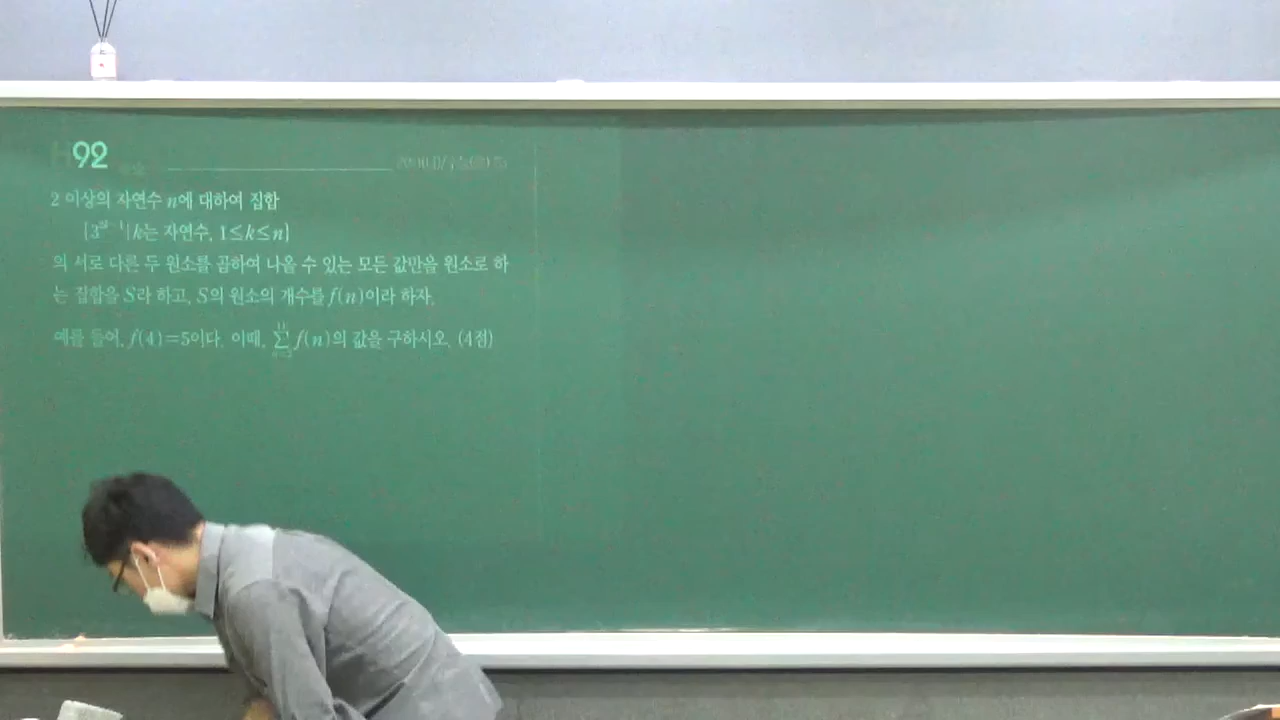 92
2 이상의 자연수 n에 대하여 집합
{3^{2k-1}|k는 자연수, 1≤k≤n}
의 서로 다른 두 원소를 곱하여 나올 수 있는 모든 값만을 원소로 하
는 집합을 S라 하고, S의 원소의 개수를 f(n)이라 하자.
예를 들어, f(4)=5이다. 이때, \sum_{n=2}^{11} f(n)의 값을 구하시오. (4점)